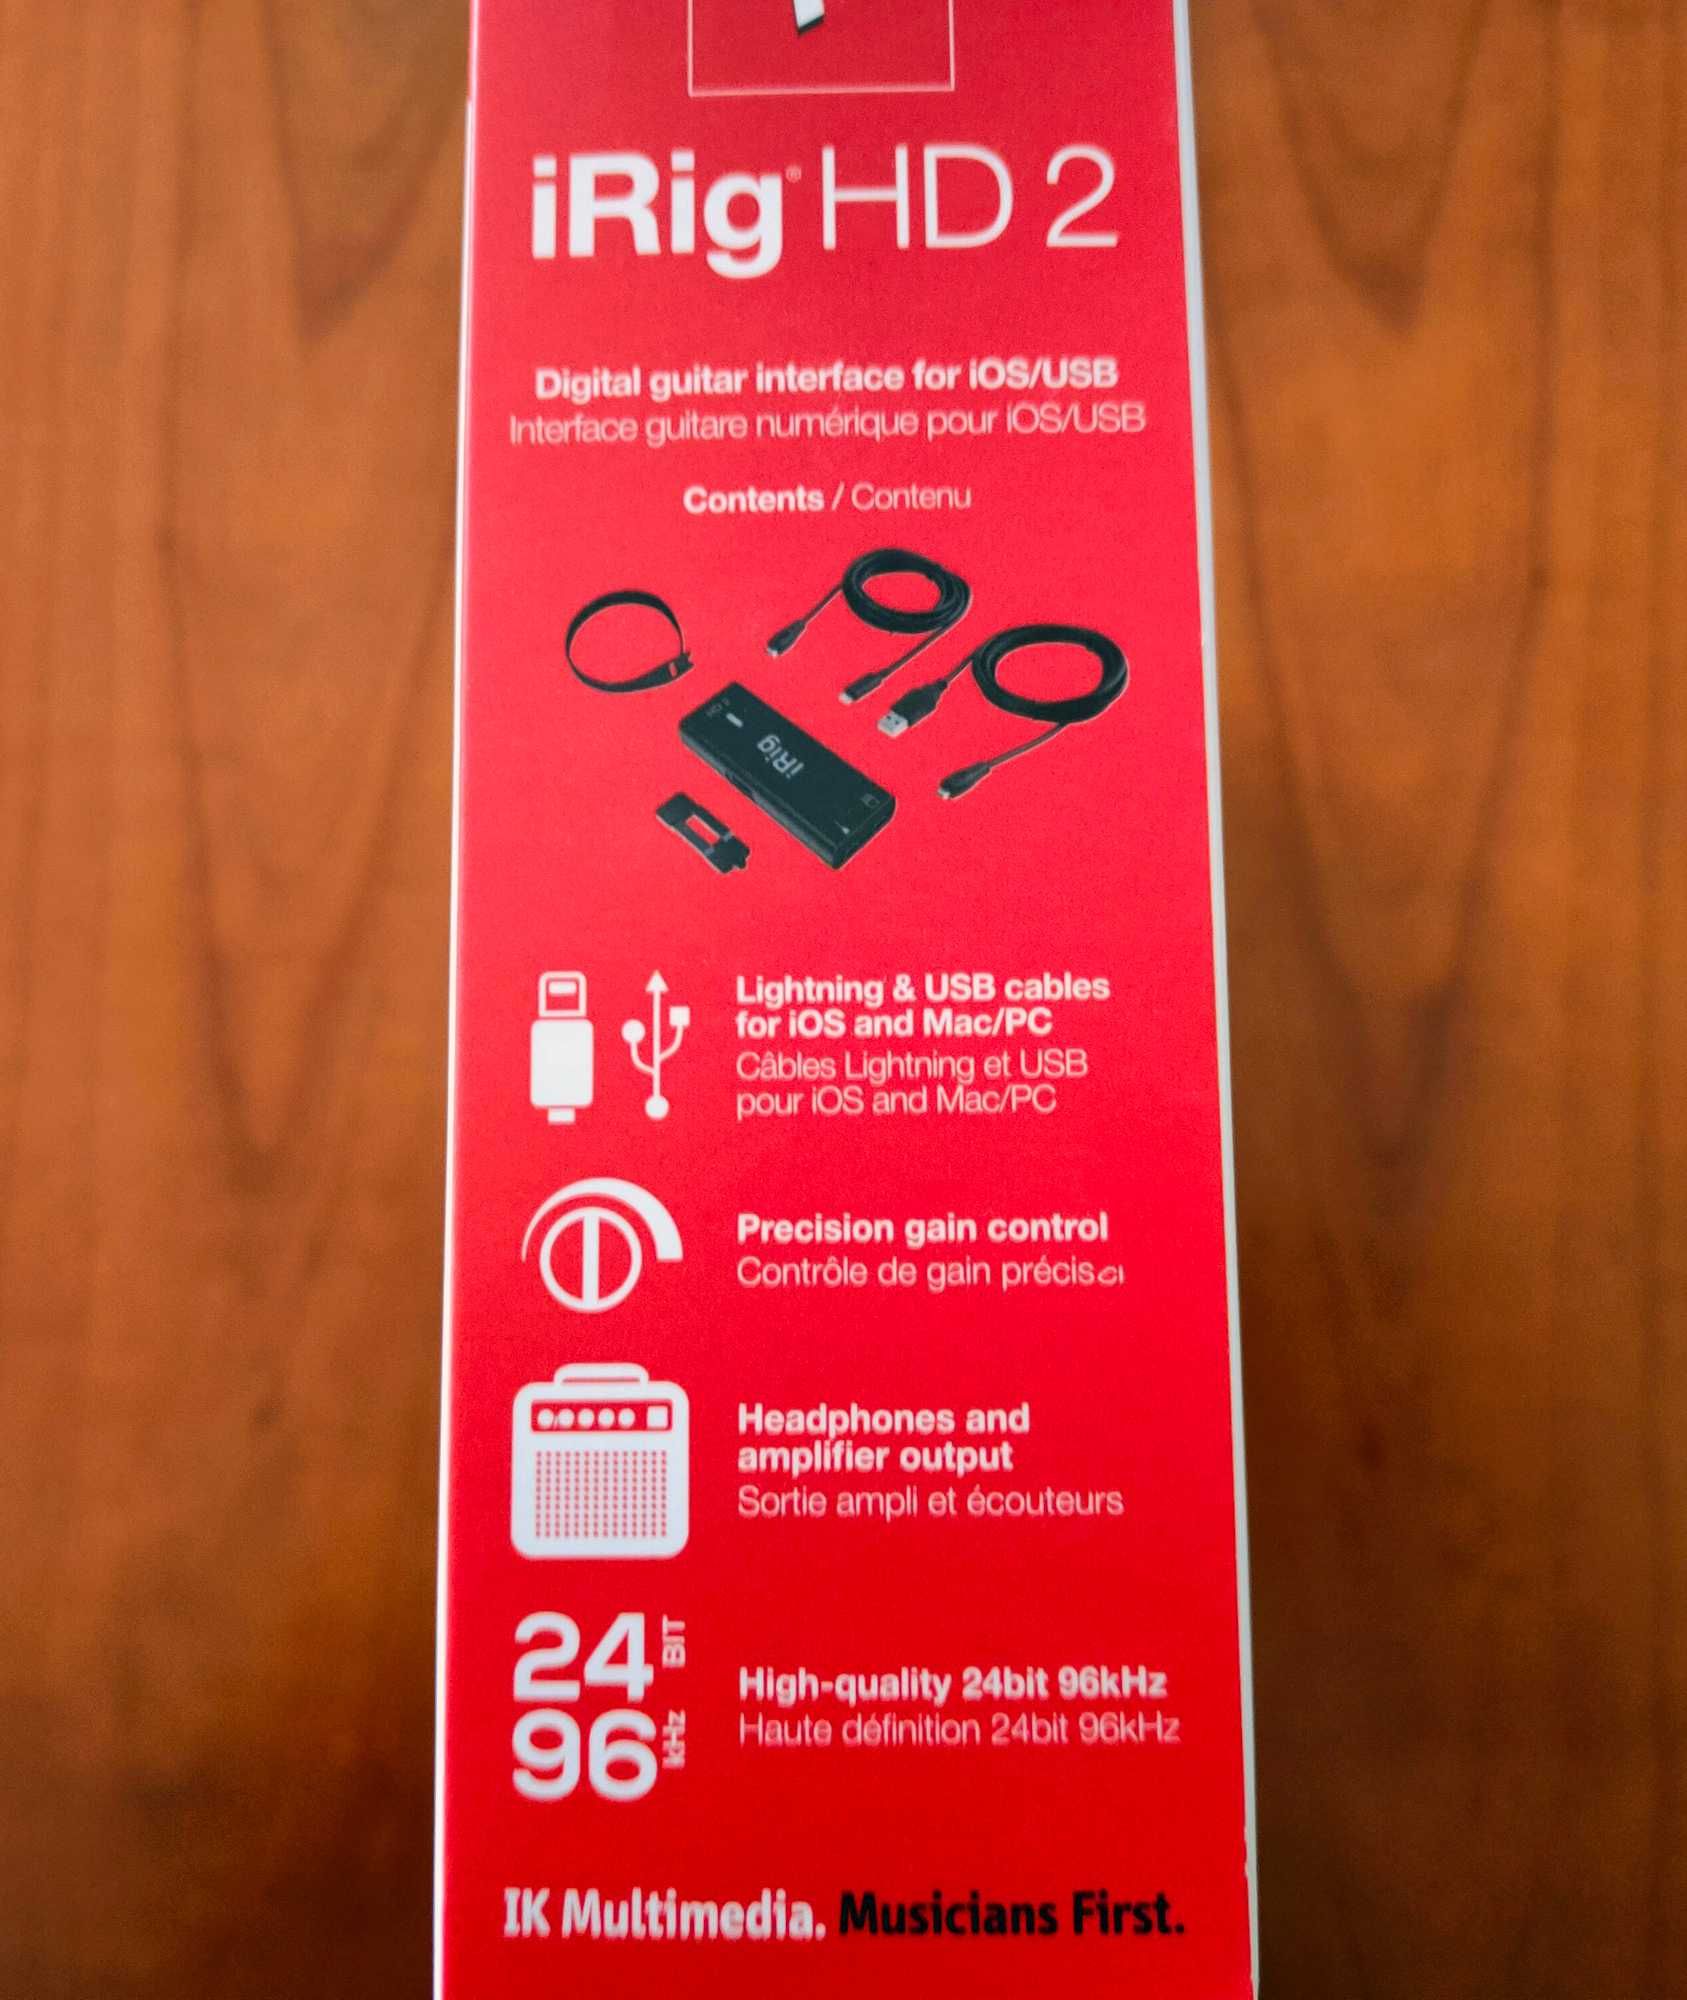 iRig® HD 2
Digital guitar interface for iOS/USB
Interface guitare numérique pour iOS/USB
Contents / Contenu
HD 2
iRig
Lightning & USB cables
for iOS and Mac/PC
Câbles Lightning et USB
pour iOS and Mac/PC
Precision gain control
Contrôle de gain
Headphones and
amplifier output
Sortie ampli et écouteurs
24 BIT
96 kHz
High-quality 24bit 96kHz
Haute définition 24bit 96kHz
IK Multimedia. Musicians First.